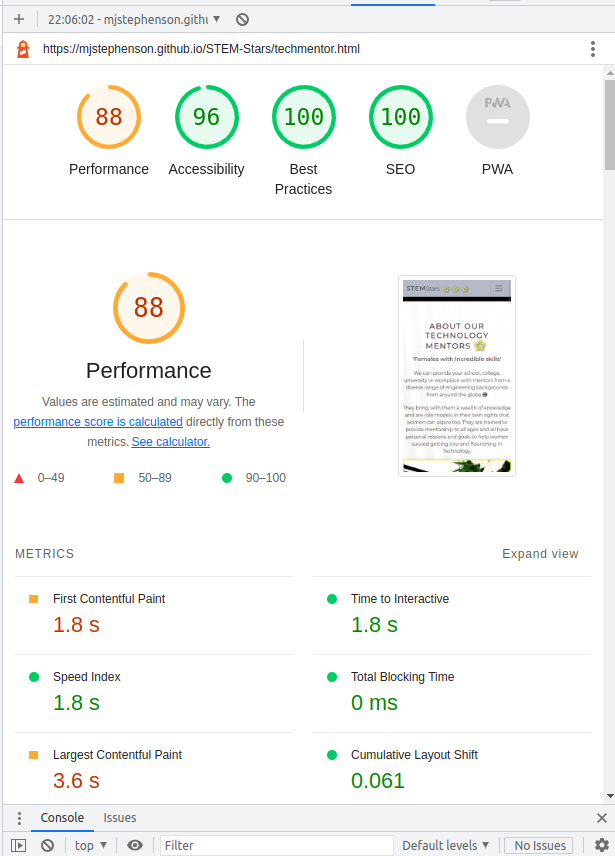 22:06:02 - mjstephenson.githu
https://mjstephenson.github.io/STEM-Stars/techmentor.html
88
96
100
100
PWA
Performance
Accessibility
Best
Practices
SEO
PWA
88
Performance
Values are estimated and may vary. The
performance score is calculated directly from these
metrics. See calculator.
0–49
50–89
90–100
STEMStars
ABOUT OUR
TECHNOLOGY
MENTORS
'Females with Incredible skills'
We can provide your school, college,
university or workplace with mentors from a
diverse range of engineering backgrounds
from around the globe
They bring with them a wealth of knowledge
and are role models in their own rights that
women can aspire too. They are trained to
provide mentorship to all ages and all have
personal reasons and goals to help women
succeed getting into and flourishing in
Technology.
METRICS
Expand view
First Contentful Paint
1.8 s
Time to Interactive
1.8 s
Speed Index
1.8 s
Total Blocking Time
0 ms
Largest Contentful Paint
3.6 s
Cumulative Layout Shift
0.061
Console
Issues
top
Filter
Default levels
No Issues